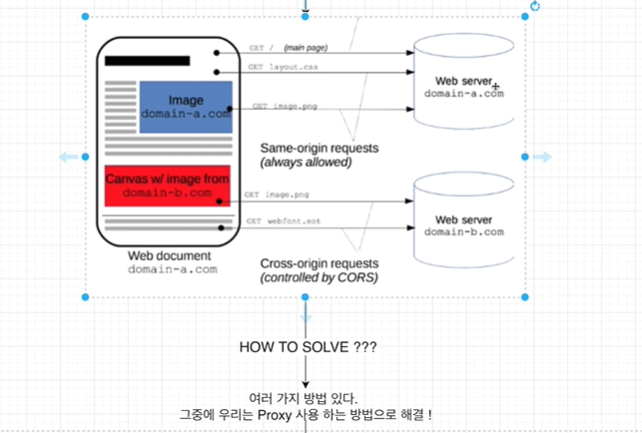 GET / (main page)
GET layout.css
Web server
domain-a.com
Image
domain-a.com
GET image.png
Same-origin requests
(always allowed)
Canvas w/ image from
domain-b.com
GET image.png
GET webfont.eot
Web server
domain-b.com
Web document
domain-a.com
Cross-origin requests
(controlled by CORS)
HOW TO SOLVE ???
여러 가지 방법 있다.
그중에 우리는 Proxy 사용 하는 방법으로 해결 !